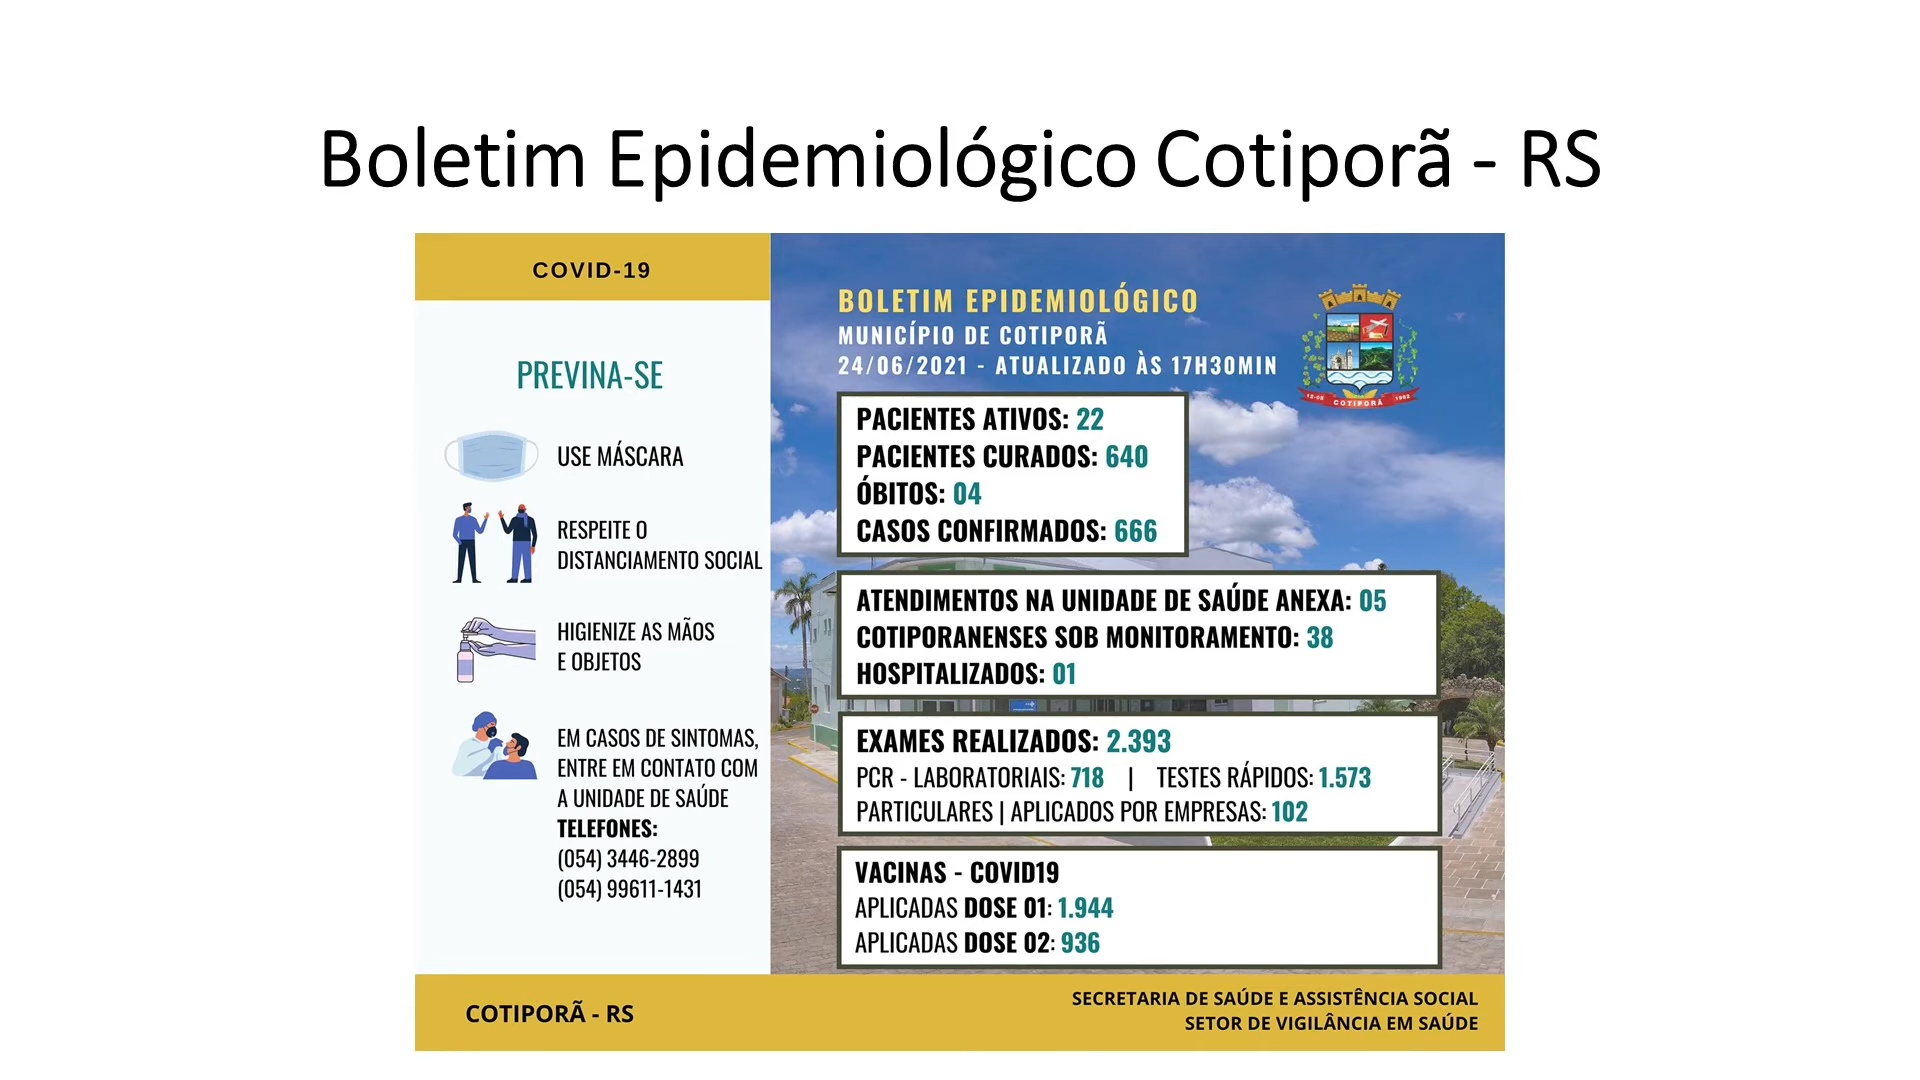 Boletim Epidemiológico Cotiporã - RS
COVID-19
PREVINA-SE
USE MÁSCARA
RESPEITE O
DISTANCIAMENTO SOCIAL
HIGIENIZE AS MÃOS
E OBJETOS
EM CASOS DE SINTOMAS,
ENTRE EM CONTATO COM
A UNIDADE DE SAÚDE
TELEFONES:
(054) 3446-2899
(054) 99611-1431
BOLETIM EPIDEMIOLÓGICO
MUNICÍPIO DE COTIPORÃ
24/06/2021 - ATUALIZADO ÀS 17H30MIN
12-05 COTIPORÃ 1982
PACIENTES ATIVOS: 22
PACIENTES CURADOS: 640
ÓBITOS: 04
CASOS CONFIRMADOS: 666
ATENDIMENTOS NA UNIDADE DE SAÚDE ANEXA: 05
COTIPORANENSES SOB MONITORAMENTO: 38
HOSPITALIZADOS: 01
EXAMES REALIZADOS: 2.393
PCR - LABORATORIAIS: 718 | TESTES RÁPIDOS: 1.573
PARTICULARES | APLICADOS POR EMPRESAS: 102
VACINAS - COVID19
APLICADAS DOSE 01: 1.944
APLICADAS DOSE 02: 936
COTIPORÃ - RS
SECRETARIA DE SAÚDE E ASSISTÊNCIA SOCIAL
SETOR DE VIGILÂNCIA EM SAÚDE